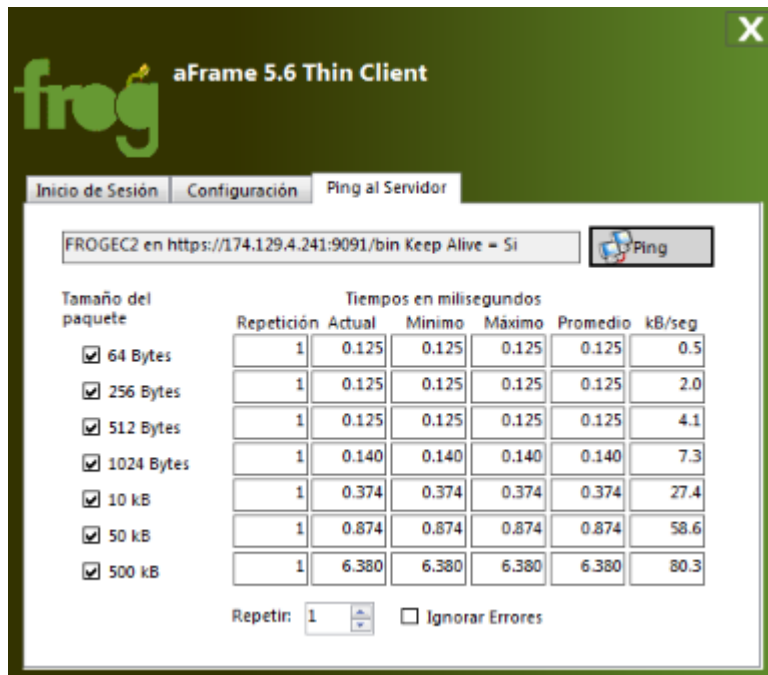 X
frog
aFrame 5.6 Thin Client
Inicio de Sesión Configuración Ping al Servidor
FROGEC2 en https://174.129.4.241:9091/bin Keep Alive = Si Ping
Tamaño del paquete Tiempos en milisegundos
Repetición Actual Minimo Máximo Promedio kB/seg
64 Bytes 1 0.125 0.125 0.125 0.125 0.5
256 Bytes 1 0.125 0.125 0.125 0.125 2.0
512 Bytes 1 0.125 0.125 0.125 0.125 4.1
1024 Bytes 1 0.140 0.140 0.140 0.140 7.3
10 kB 1 0.374 0.374 0.374 0.374 27.4
50 kB 1 0.874 0.874 0.874 0.874 58.6
500 kB 1 6.380 6.380 6.380 6.380 80.3
Repetir: 1 Ignorar Errores